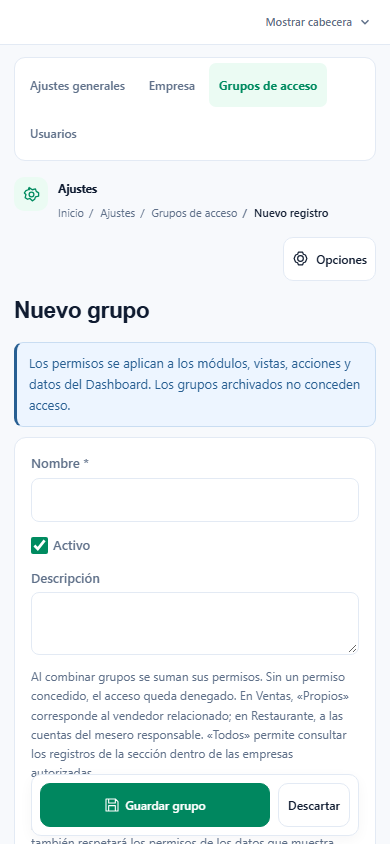 Mostrar cabecera
Ajustes generales
Empresa
Grupos de acceso
Usuarios
Ajustes
Inicio / Ajustes / Grupos de acceso / Nuevo registro
Opciones
Nuevo grupo
Los permisos se aplican a los módulos, vistas, acciones y
datos del Dashboard. Los grupos archivados no conceden
acceso.
Nombre *
Activo
Descripción
Al combinar grupos se suman sus permisos. Sin un permiso
concedido, el acceso queda denegado. En Ventas, «Propios»
corresponde al vendedor relacionado; en Restaurante, a las
cuentas del mesero responsable. «Todos» permite consultar
los registros de la sección dentro de las empresas
autorizadas.
Guardar grupo
Descartar
también respetará los permisos de los datos que muestra